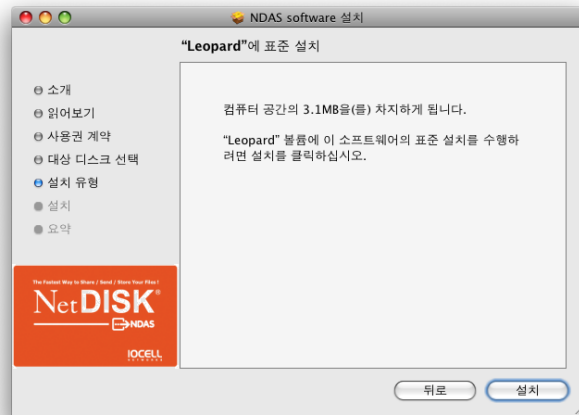 NDAS software 설치
“Leopard”에 표준 설치
소개
읽어보기
사용권 계약
대상 디스크 선택
설치 유형
설치
요약
컴퓨터 공간의 3.1MB을(를) 차지하게 됩니다.
“Leopard” 볼륨에 이 소프트웨어의 표준 설치를 수행하
려면 설치를 클릭하십시오.
The Fastest Way to Share / Send / Store Your Files !
NetDISK®
NDAS
IOCELL
NETWORKS
뒤로
설치